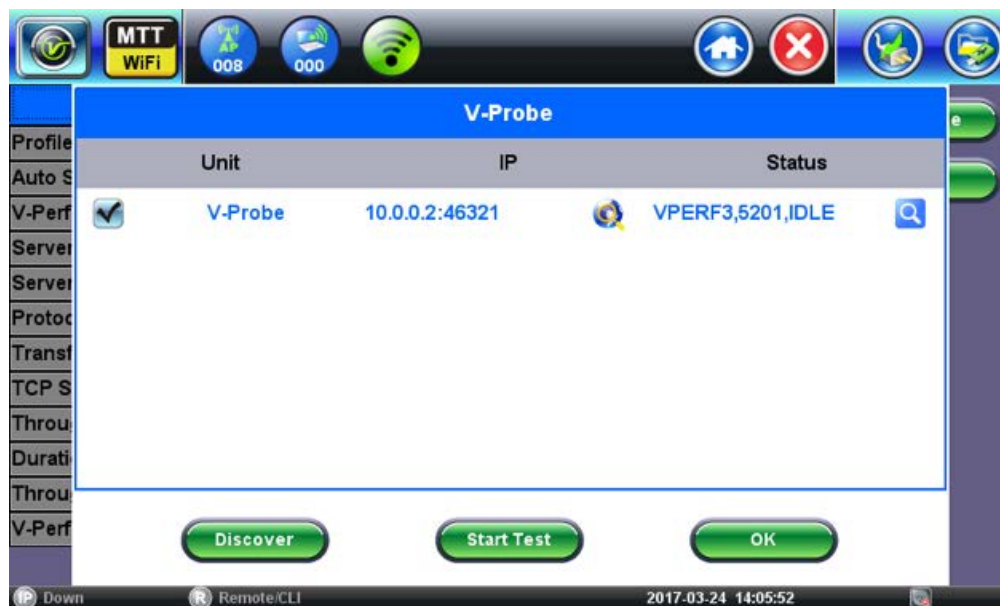 MTT
WiFi
AP
008
000
V-Probe
e
Profile
Unit IP Status
Auto S
V-Perf
V-Probe 10.0.0.2:46321 VPERF3,5201,IDLE
Server
Server
Protoc
Transf
TCP S
Throu
Durati
Throu
V-Perf
Discover Start Test OK
IP Down R Remote/CLI 2017-03-24 14:05:52